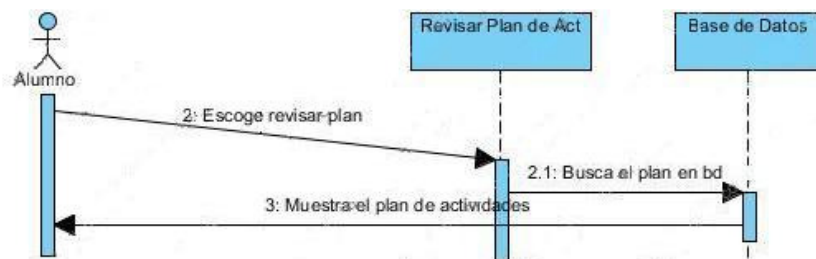 Revisar Plan de Act
Base de Datos
Alumno
2: Escoge revisar plan
2.1: Busca el plan en bd
3: Muestra el plan de actividades